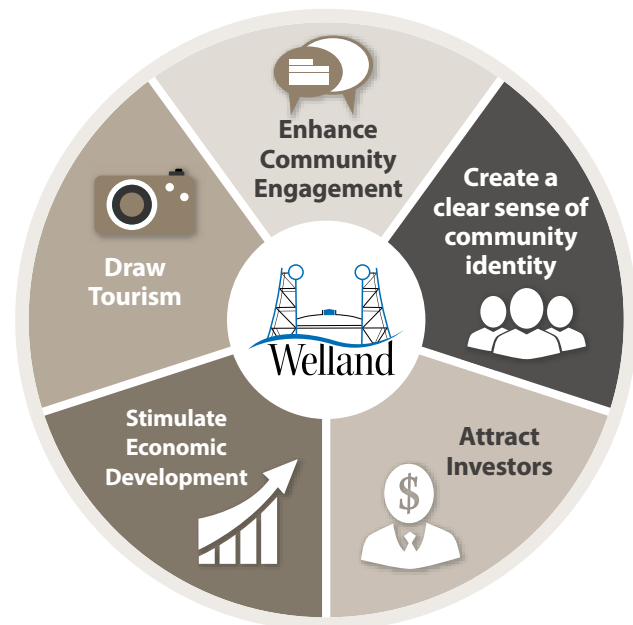 Enhance
Community
Engagement
Create a
clear sense of
community
identity
Attract
Investors
$
Stimulate
Economic
Development
Draw
Tourism
Welland